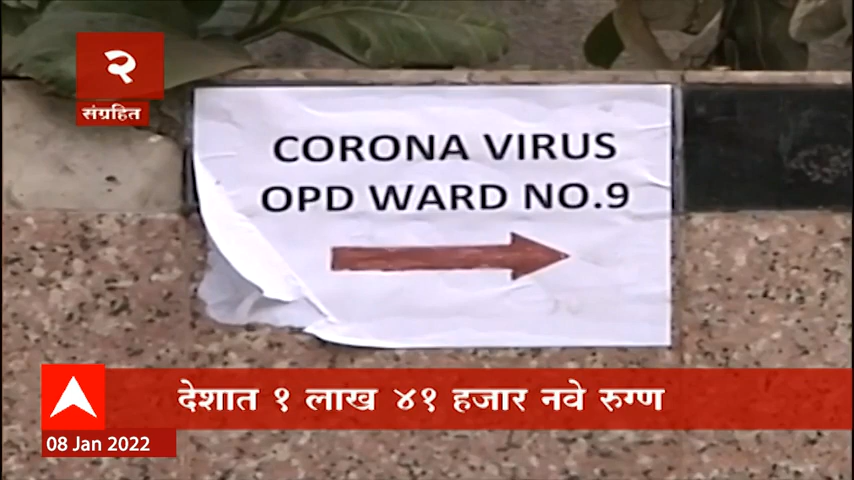 २
संग्रहित
CORONA VIRUS
OPD WARD NO.9
देशात १ लाख ४१ हजार नवे रुग्ण
08 Jan 2022